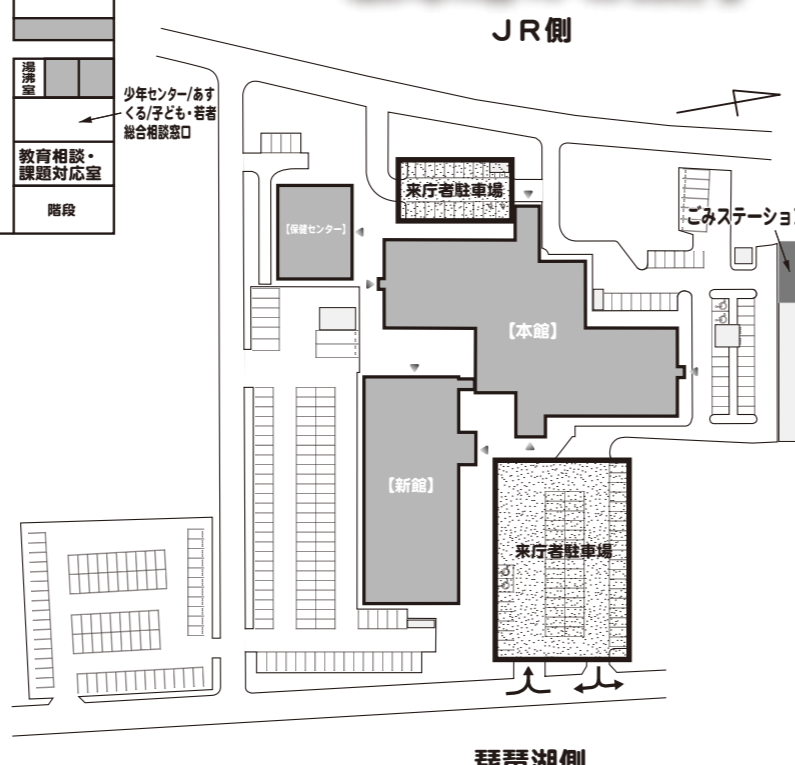 JR側
湯沸室
少年センター/あす
くる/子ども・若者
総合相談窓口
教育相談・
課題対応室
階段
来庁者駐車場
ごみステーション
【保健センター】
【本館】
【新館】
来庁者駐車場
琵琶湖側